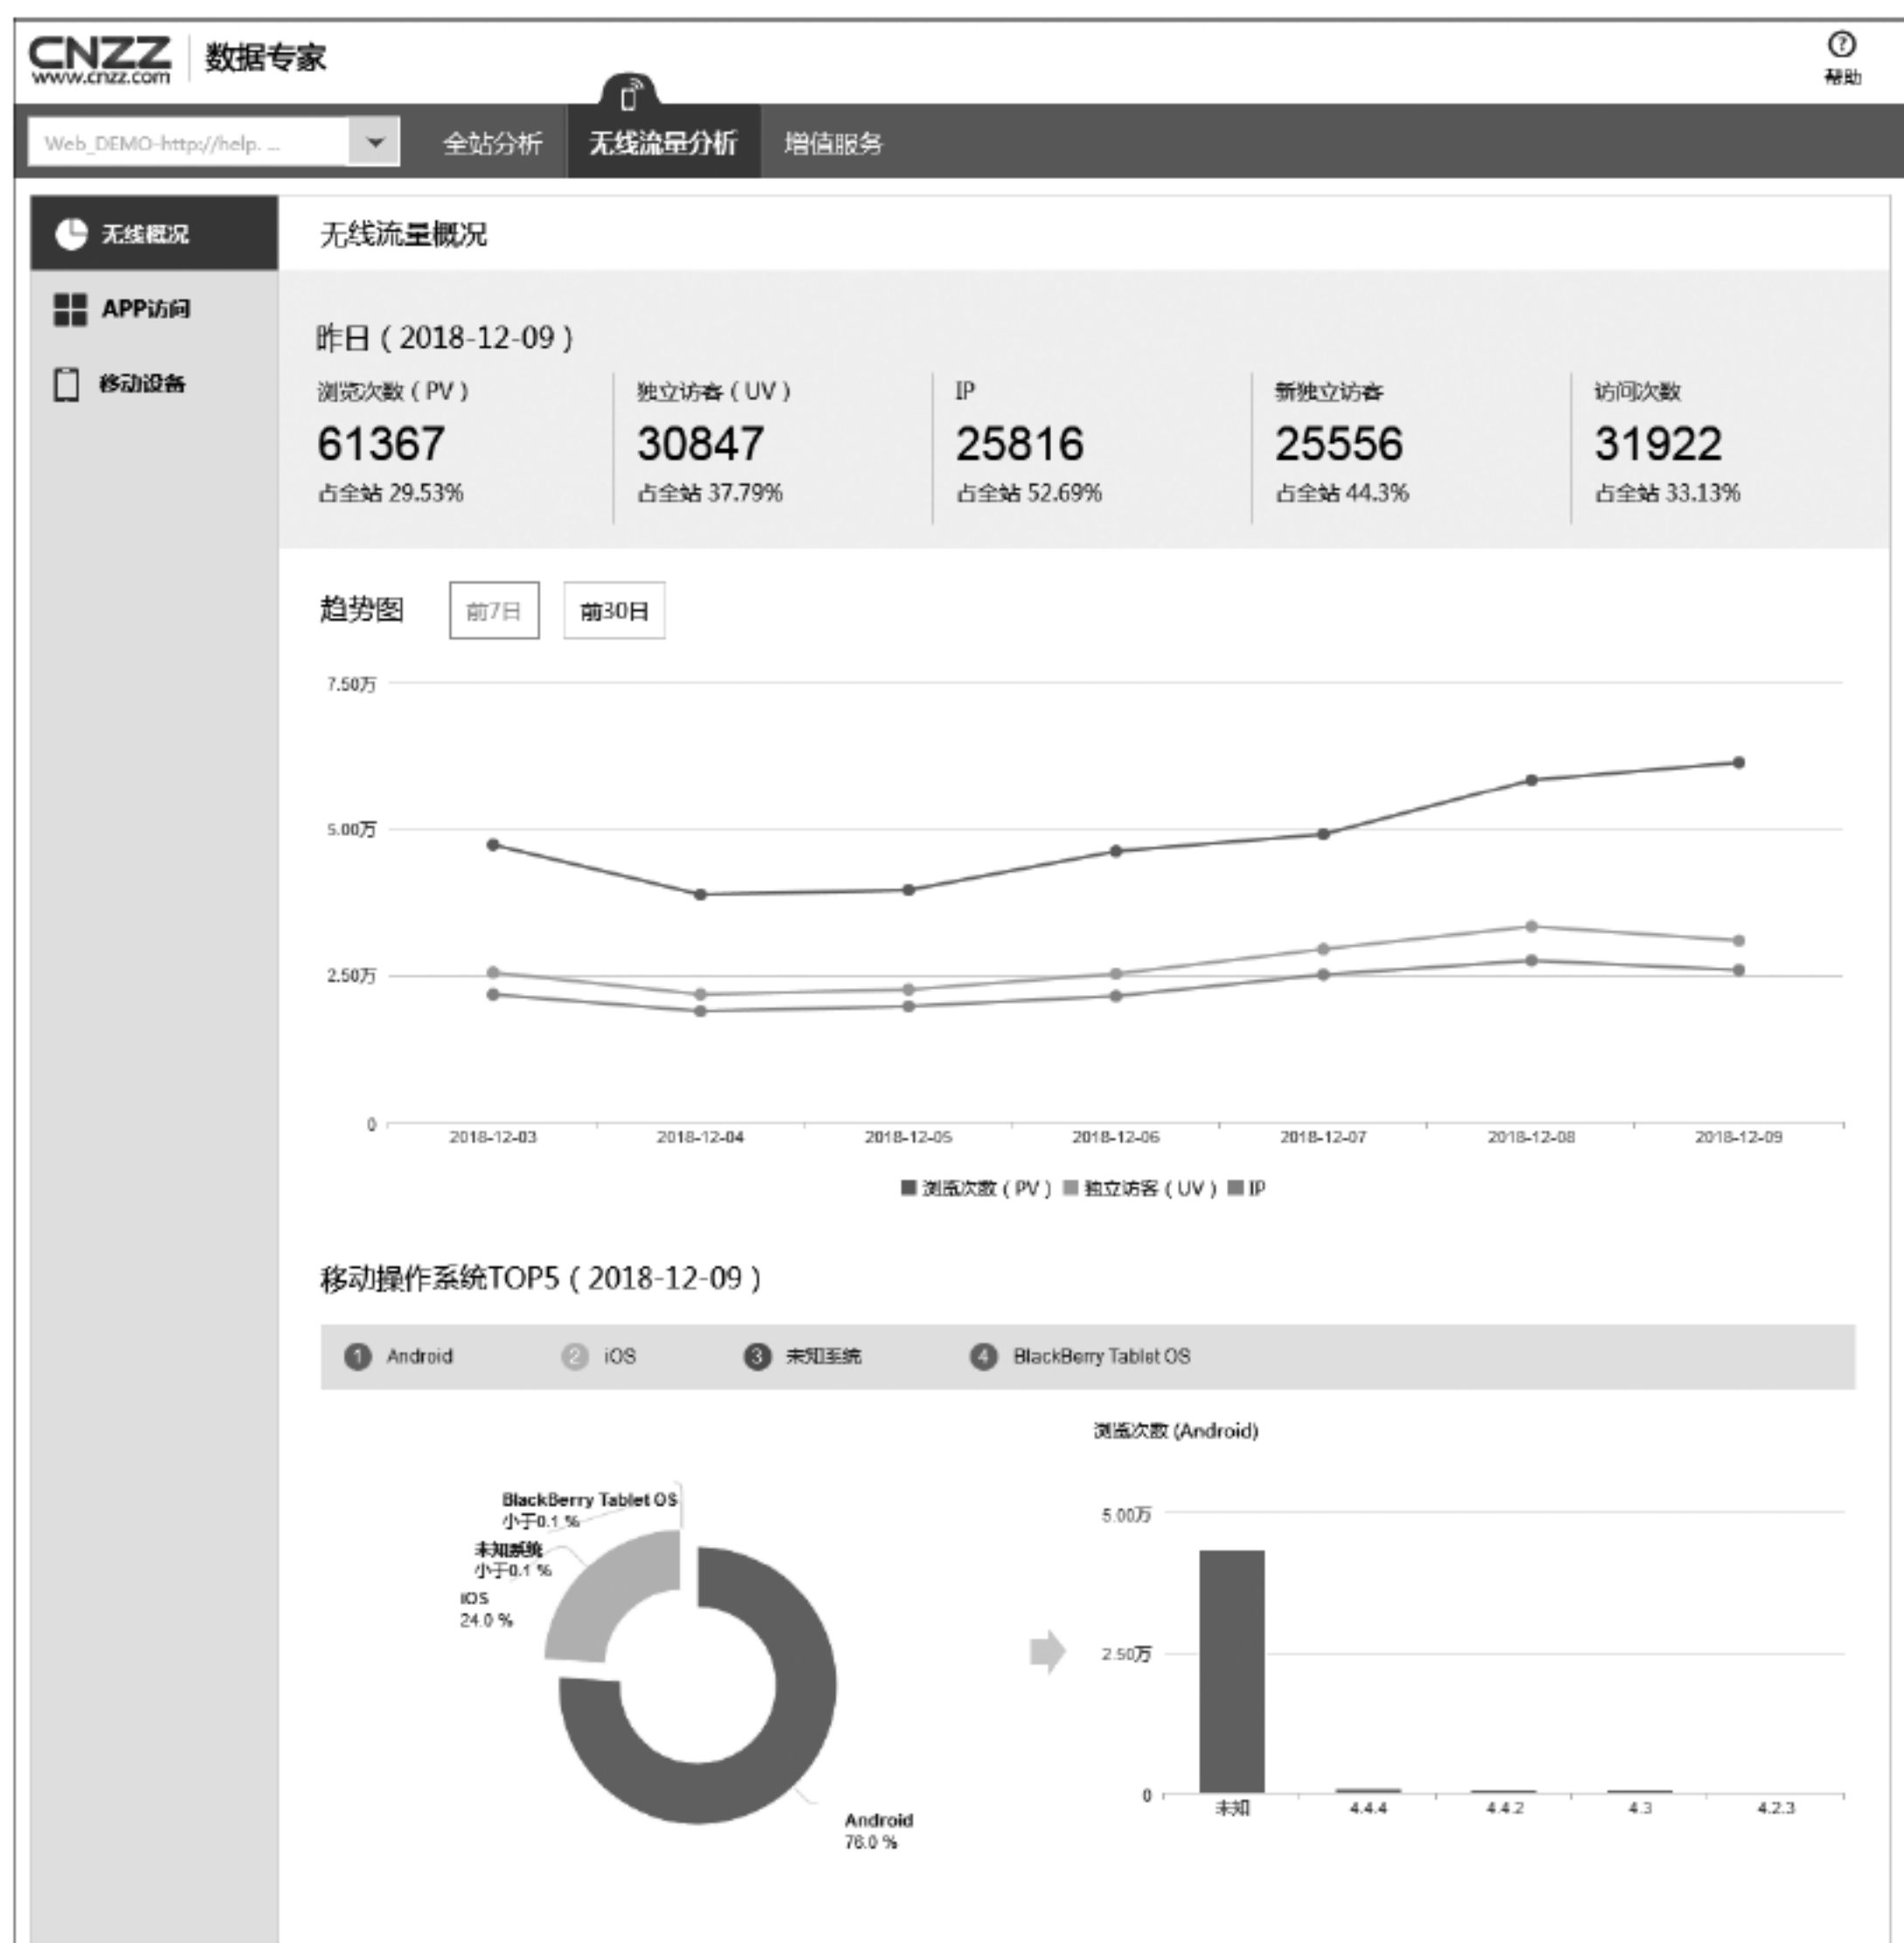 CNZZ 数据专家
www.cnzz.com
帮助
Web_DEMO-http://help. ...
全站分析 无线流量分析 增值服务
无线概况
APP访问
移动设备
无线流量概况
昨日 ( 2018-12-09 )
浏览次数 ( PV ) 独立访客 ( UV ) IP 新独立访客 访问次数
61367 30847 25816 25556 31922
占全站 29.53% 占全站 37.79% 占全站 52.69% 占全站 44.3% 占全站 33.13%
趋势图 前7日 前30日
7.50万
5.00万
2.50万
0
2018-12-03 2018-12-04 2018-12-05 2018-12-06 2018-12-07 2018-12-08 2018-12-09
浏览次数 ( PV ) 独立访客 ( UV ) IP
移动操作系统TOP5 ( 2018-12-09 )
1 Android 2 iOS 3 未知系统 4 BlackBerry Tablet OS
BlackBerry Tablet OS
小于0.1 %
未知系统
小于0.1 %
iOS
24.0 %
Android
76.0 %
浏览次数 (Android)
5.00万
2.50万
0
未知 4.4.4 4.4.2 4.3 4.2.3